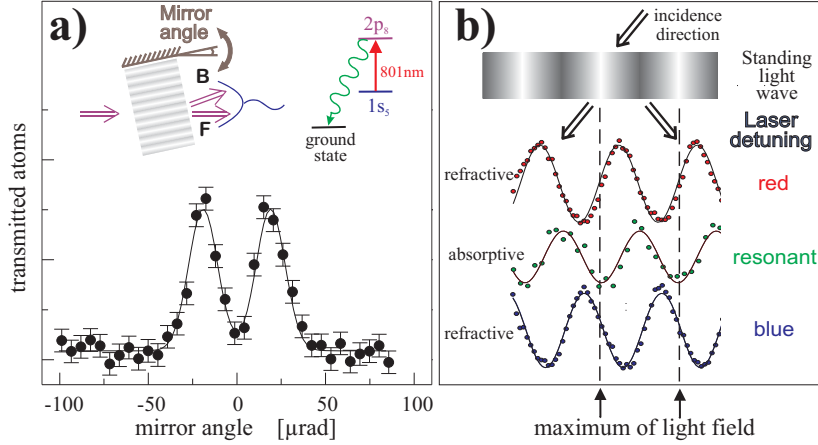 a)
Mirror
angle
B
F
2p₈
801nm
1s₅
ground
state
transmitted atoms
-100
-50
0
50
100
mirror angle [µrad]
b)
incidence
direction
Standing
light
wave
Laser
detuning
refractive
red
absorptive
resonant
refractive
blue
maximum of light field